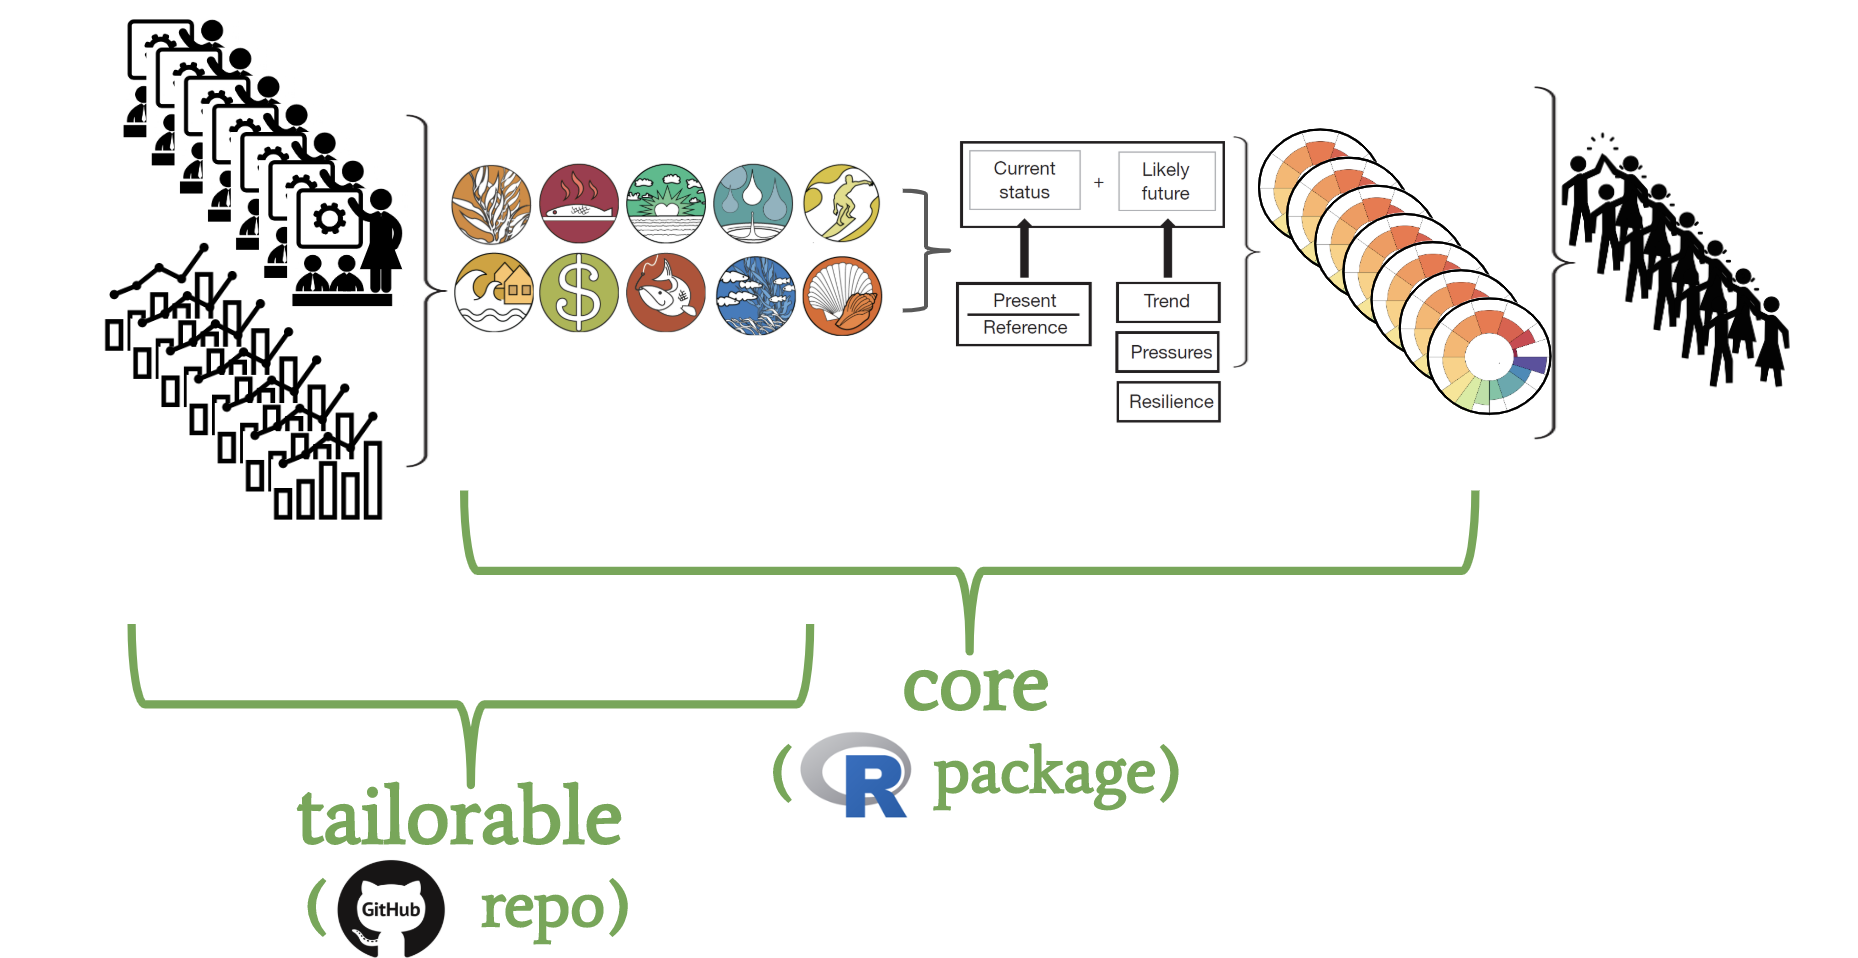 Current
status
+
Likely
future
Present
Reference
Trend
Pressures
Resilience
$
core
(R package)
tailorable
(GitHub repo)